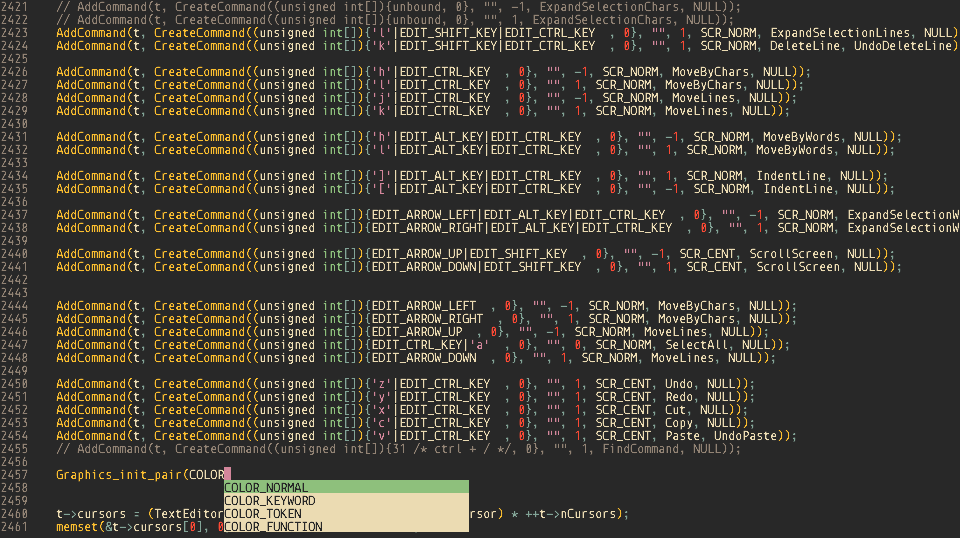 2421    // AddCommand(t, CreateCommand((unsigned int[]){unbound, 0}, "", -1, ExpandSelectionChars, NULL));
2422    // AddCommand(t, CreateCommand((unsigned int[]){unbound, 0}, "", 1, ExpandSelectionChars, NULL));
2423    AddCommand(t, CreateCommand((unsigned int[]){'l'|EDIT_SHIFT_KEY|EDIT_CTRL_KEY  , 0}, "", 1, SCR_NORM, ExpandSelectionLines, NULL)
2424    AddCommand(t, CreateCommand((unsigned int[]){'k'|EDIT_SHIFT_KEY|EDIT_CTRL_KEY  , 0}, "", 1, SCR_NORM, DeleteLine, UndoDeleteLine)
2425
2426    AddCommand(t, CreateCommand((unsigned int[]){'h'|EDIT_CTRL_KEY  , 0}, "", -1, SCR_NORM, MoveByChars, NULL));
2427    AddCommand(t, CreateCommand((unsigned int[]){'l'|EDIT_CTRL_KEY  , 0}, "", 1, SCR_NORM, MoveByChars, NULL));
2428    AddCommand(t, CreateCommand((unsigned int[]){'j'|EDIT_CTRL_KEY  , 0}, "", -1, SCR_NORM, MoveLines, NULL));
2429    AddCommand(t, CreateCommand((unsigned int[]){'k'|EDIT_CTRL_KEY  , 0}, "", 1, SCR_NORM, MoveLines, NULL));
2430
2431    AddCommand(t, CreateCommand((unsigned int[]){'h'|EDIT_ALT_KEY|EDIT_CTRL_KEY  , 0}, "", -1, SCR_NORM, MoveByWords, NULL));
2432    AddCommand(t, CreateCommand((unsigned int[]){'l'|EDIT_ALT_KEY|EDIT_CTRL_KEY  , 0}, "", 1, SCR_NORM, MoveByWords, NULL));
2433
2434    AddCommand(t, CreateCommand((unsigned int[]){']'|EDIT_ALT_KEY|EDIT_CTRL_KEY  , 0}, "", 1, SCR_NORM, IndentLine, NULL));
2435    AddCommand(t, CreateCommand((unsigned int[]){'['|EDIT_ALT_KEY|EDIT_CTRL_KEY  , 0}, "", -1, SCR_NORM, IndentLine, NULL));
2436
2437    AddCommand(t, CreateCommand((unsigned int[]){EDIT_ARROW_LEFT|EDIT_ALT_KEY|EDIT_CTRL_KEY  , 0}, "", -1, SCR_NORM, ExpandSelectionW
2438    AddCommand(t, CreateCommand((unsigned int[]){EDIT_ARROW_RIGHT|EDIT_ALT_KEY|EDIT_CTRL_KEY  , 0}, "", 1, SCR_NORM, ExpandSelectionW
2439
2440    AddCommand(t, CreateCommand((unsigned int[]){EDIT_ARROW_UP|EDIT_SHIFT_KEY  , 0}, "", -1, SCR_CENT, ScrollScreen, NULL));
2441    AddCommand(t, CreateCommand((unsigned int[]){EDIT_ARROW_DOWN|EDIT_SHIFT_KEY  , 0}, "", 1, SCR_CENT, ScrollScreen, NULL));
2442
2443
2444    AddCommand(t, CreateCommand((unsigned int[]){EDIT_ARROW_LEFT  , 0}, "", -1, SCR_NORM, MoveByChars, NULL));
2445    AddCommand(t, CreateCommand((unsigned int[]){EDIT_ARROW_RIGHT  , 0}, "", 1, SCR_NORM, MoveByChars, NULL));
2446    AddCommand(t, CreateCommand((unsigned int[]){EDIT_ARROW_UP  , 0}, "", -1, SCR_NORM, MoveLines, NULL));
2447    AddCommand(t, CreateCommand((unsigned int[]){EDIT_CTRL_KEY|'a'  , 0}, "", 0, SCR_NORM, SelectAll, NULL));
2448    AddCommand(t, CreateCommand((unsigned int[]){EDIT_ARROW_DOWN  , 0}, "", 1, SCR_NORM, MoveLines, NULL));
2449
2450    AddCommand(t, CreateCommand((unsigned int[]){'z'|EDIT_CTRL_KEY  , 0}, "", 1, SCR_CENT, Undo, NULL));
2451    AddCommand(t, CreateCommand((unsigned int[]){'y'|EDIT_CTRL_KEY  , 0}, "", 1, SCR_CENT, Redo, NULL));
2452    AddCommand(t, CreateCommand((unsigned int[]){'x'|EDIT_CTRL_KEY  , 0}, "", 1, SCR_CENT, Cut, NULL));
2453    AddCommand(t, CreateCommand((unsigned int[]){'c'|EDIT_CTRL_KEY  , 0}, "", 1, SCR_CENT, Copy, NULL));
2454    AddCommand(t, CreateCommand((unsigned int[]){'v'|EDIT_CTRL_KEY  , 0}, "", 1, SCR_CENT, Paste, UndoPaste));
2455    // AddCommand(t, CreateCommand((unsigned int[]){31 /* ctrl + / */, 0}, "", 1, FindCommand, NULL));
2456
2457    Graphics_init_pair(COLOR
2458    COLOR_NORMAL
2459    COLOR_KEYWORD
2460    t->cursors = (TextEditor COLOR_TOKEN sor) * ++t->nCursors);
2461    memset(&t->cursors[0], 0 COLOR_FUNCTION